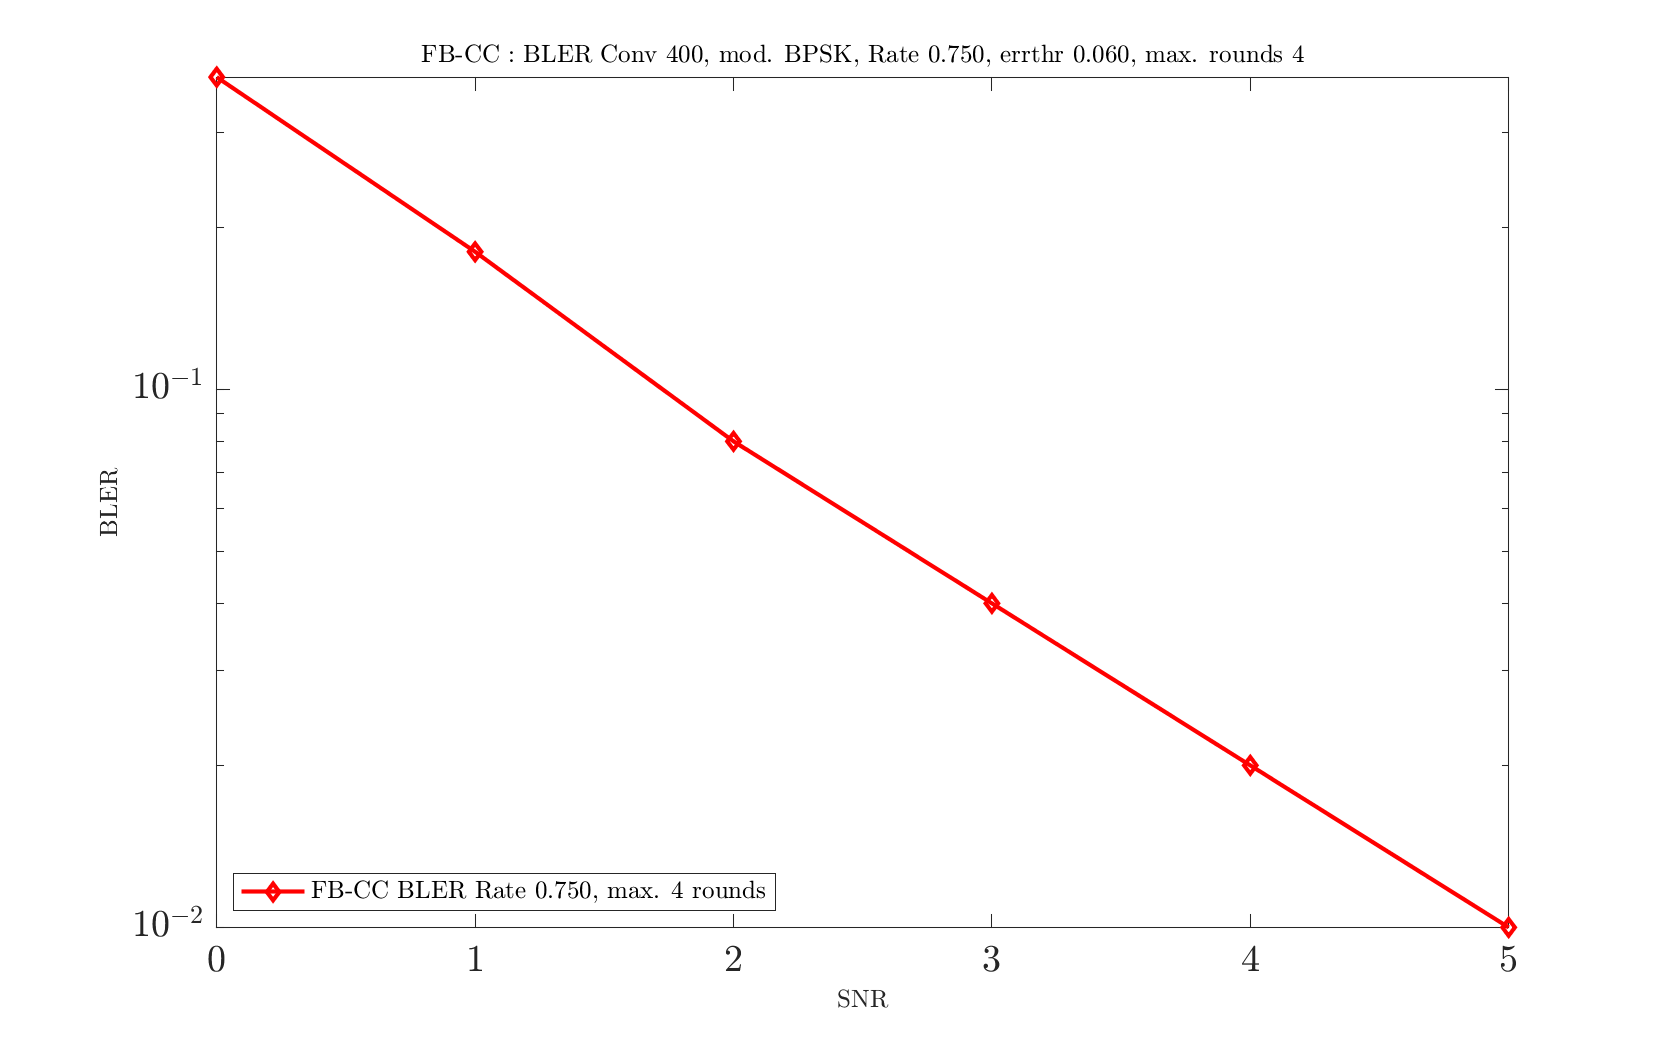 FB-CC : BLER Conv 400, mod. BPSK, Rate 0.750, errthr 0.060, max. rounds 4
10⁻¹
BLER
FB-CC BLER Rate 0.750, max. 4 rounds
10⁻²
0 1 2 3 4 5
SNR